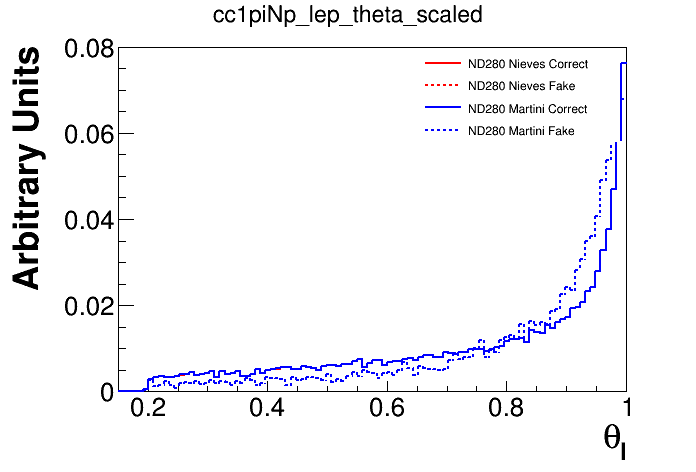 cc1piNp_lep_theta_scaled
Arbitrary Units
0.08
0.06
0.04
0.02
0
ND280 Nieves Correct
ND280 Nieves Fake
ND280 Martini Correct
ND280 Martini Fake
0.2 0.4 0.6 0.8 1
θl